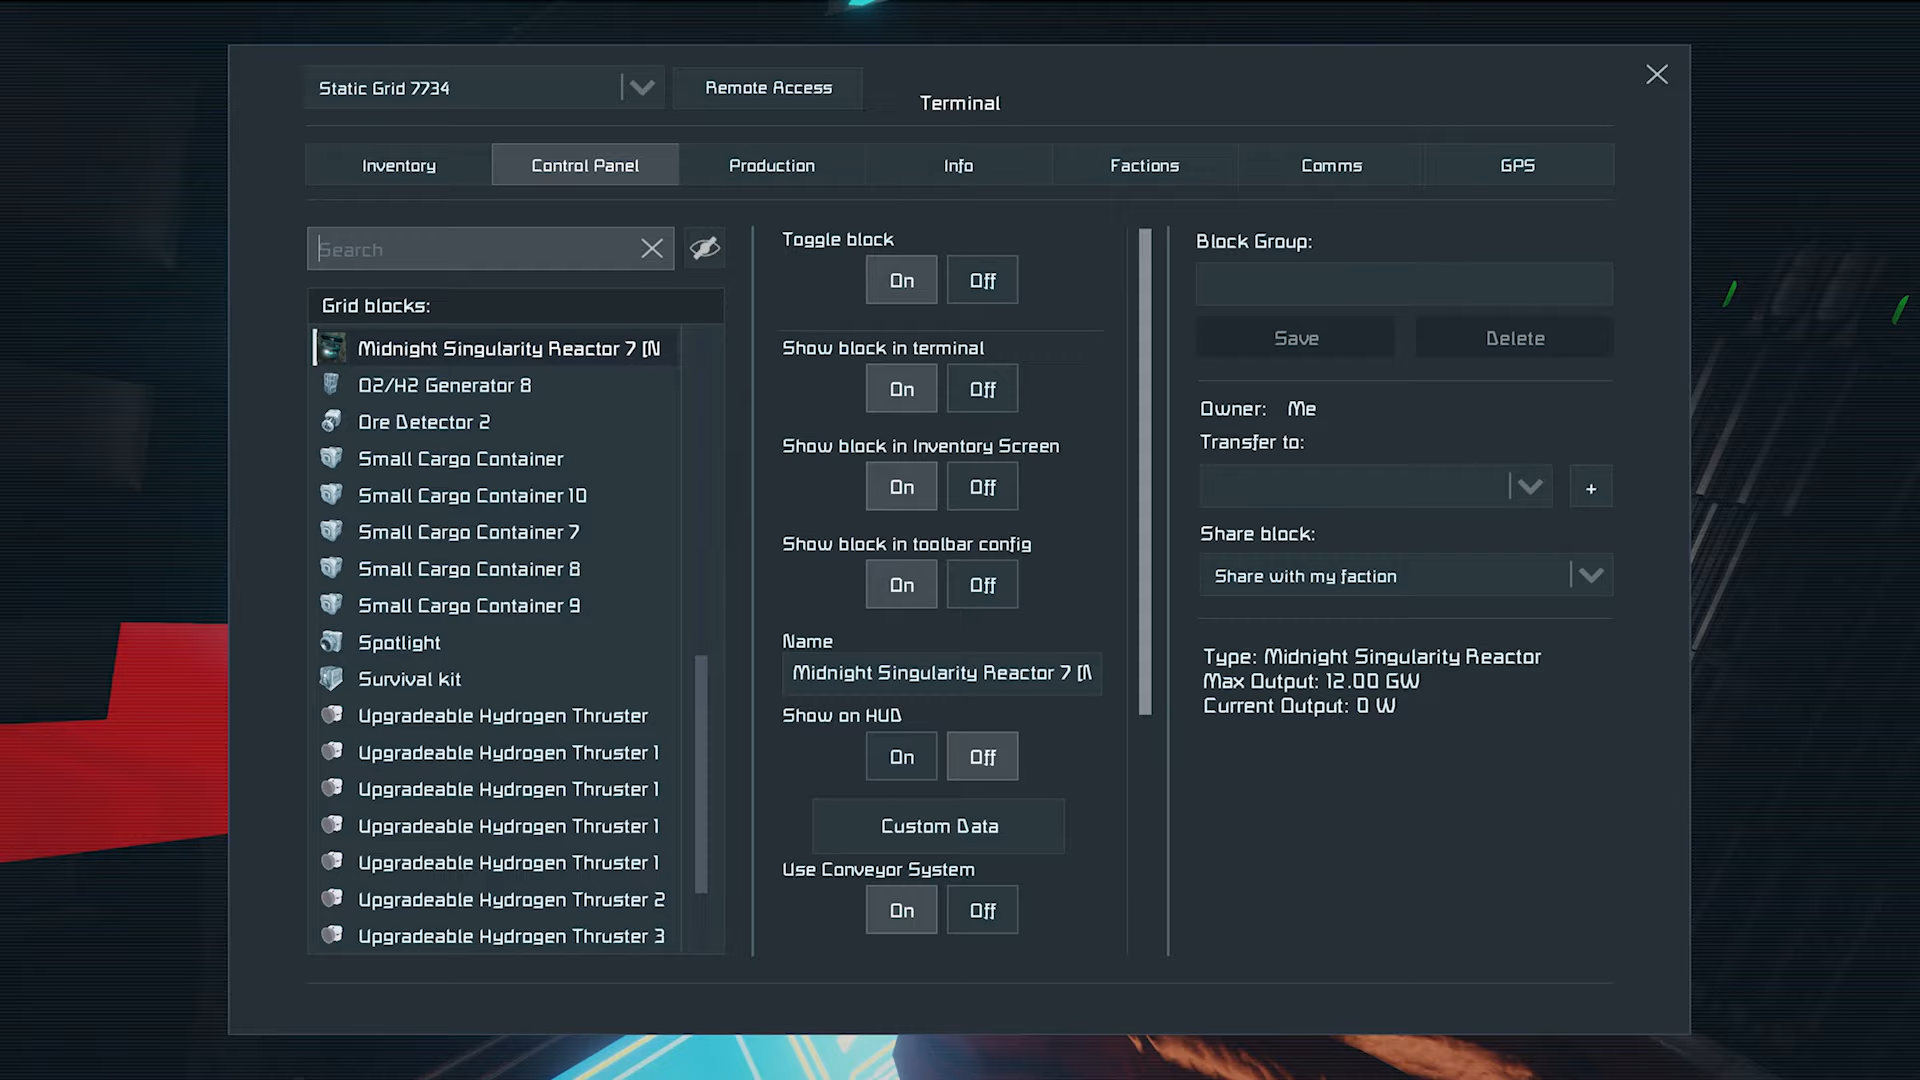 Static Grid 7734
Remote Access
Terminal
Inventory
Control Panel
Production
Info
Factions
Comms
GPS
Search
Grid blocks:
Midnight Singularity Reactor 7 [N
O2/H2 Generator 8
Ore Detector 2
Small Cargo Container
Small Cargo Container 10
Small Cargo Container 7
Small Cargo Container 8
Small Cargo Container 9
Spotlight
Survival kit
Upgradeable Hydrogen Thruster
Upgradeable Hydrogen Thruster 1
Upgradeable Hydrogen Thruster 1
Upgradeable Hydrogen Thruster 1
Upgradeable Hydrogen Thruster 1
Upgradeable Hydrogen Thruster 2
Upgradeable Hydrogen Thruster 3
Toggle block
On Off
Show block in terminal
On Off
Show block in Inventory Screen
On Off
Show block in toolbar config
On Off
Name
Midnight Singularity Reactor 7 [N
Show on HUD
On Off
Custom Data
Use Conveyor System
On Off
Block Group:
Save
Delete
Owner: Me
Transfer to:
+
Share block:
Share with my faction
Type: Midnight Singularity Reactor
Max Output: 12.00 GW
Current Output: 0 W